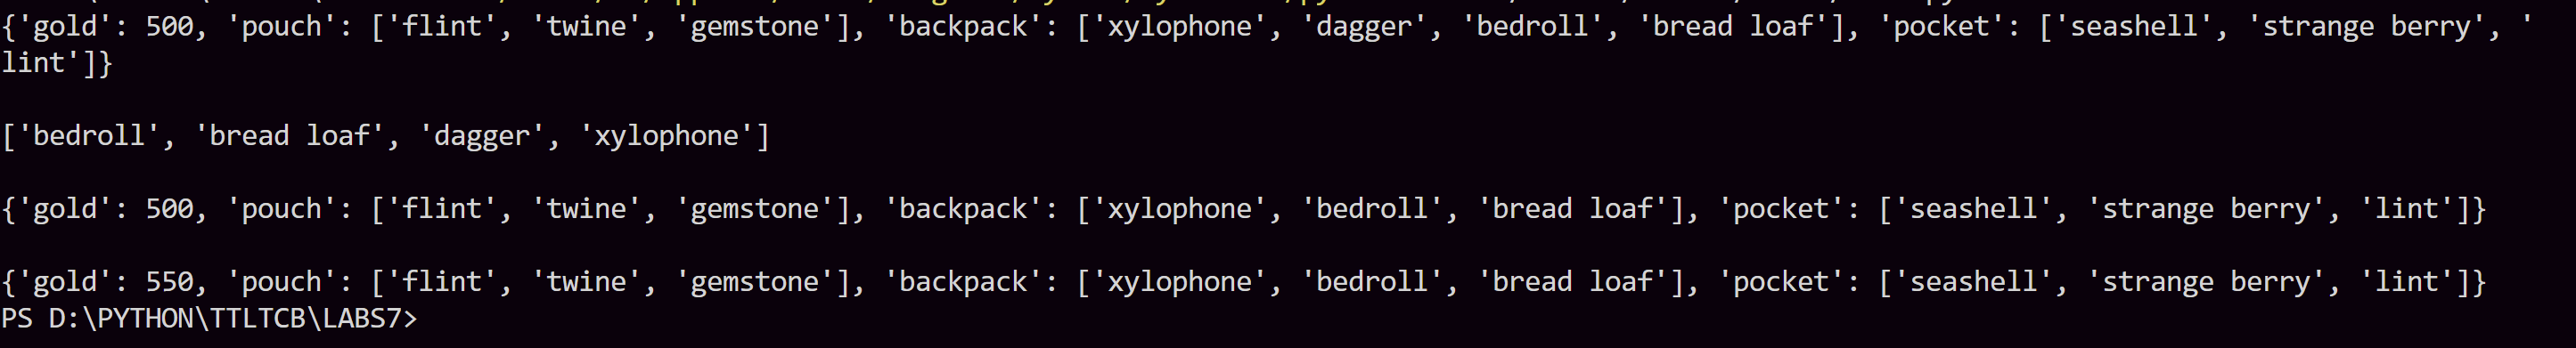 {'gold': 500, 'pouch': ['flint', 'twine', 'gemstone'], 'backpack': ['xylophone', 'dagger', 'bedroll', 'bread loaf'], 'pocket': ['seashell', 'strange berry', '
lint']}
['bedroll', 'bread loaf', 'dagger', 'xylophone']
{'gold': 500, 'pouch': ['flint', 'twine', 'gemstone'], 'backpack': ['xylophone', 'bedroll', 'bread loaf'], 'pocket': ['seashell', 'strange berry', 'lint']}
{'gold': 550, 'pouch': ['flint', 'twine', 'gemstone'], 'backpack': ['xylophone', 'bedroll', 'bread loaf'], 'pocket': ['seashell', 'strange berry', 'lint']}
PS D:\PYTHON\TTLTCB\LABS7>